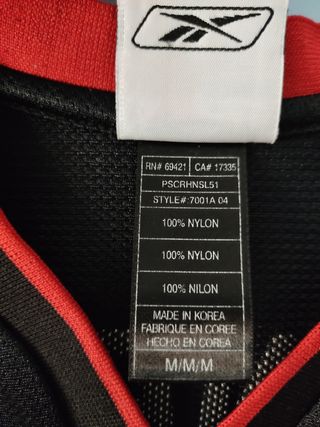 RN# 69421 CA# 17335
PSCRHNSL51
STYLE#:7001A 04
100% NYLON
100% NYLON
100% NILON
MADE IN KOREA
FABRIQUE EN COREE
HECHO EN COREA
M/M/M